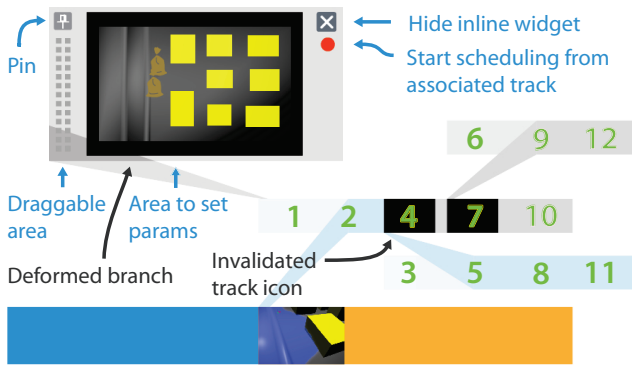 Pin
Hide inline widget
Start scheduling from
associated track
6 9 12
Draggable
area
Area to set
params
1 2 4 7 10
Deformed branch
Invalidated
track icon
3 5 8 11